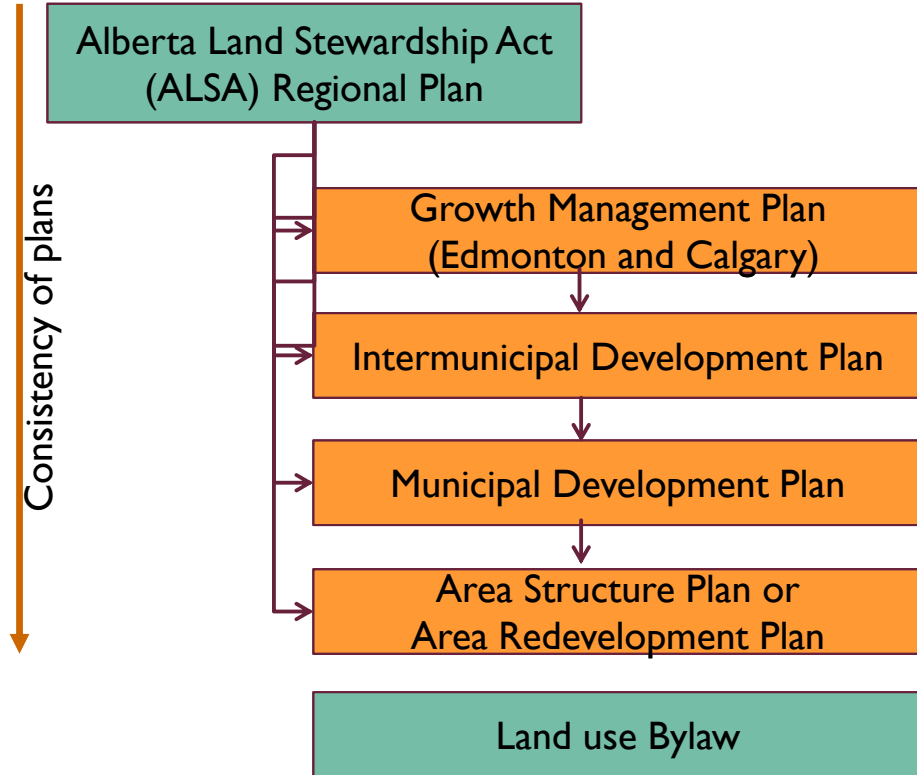 Alberta Land Stewardship Act
(ALSA) Regional Plan
Consistency of plans
Growth Management Plan
(Edmonton and Calgary)
Intermunicipal Development Plan
Municipal Development Plan
Area Structure Plan or
Area Redevelopment Plan
Land use Bylaw